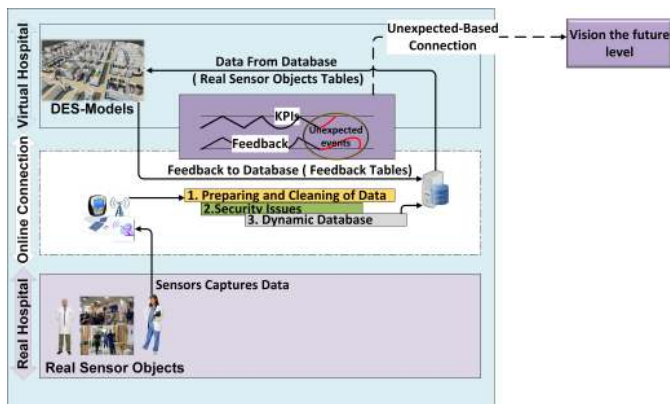 Unexpected-Based
Connection
Vision the future
level
Virtual Hospital
Data From Database
( Real Sensor Objects Tables)
DES-Models
KPIs
Unexpected
events
Feedback
Feedback to Database ( Feedback Tables)
Online Connection
1. Preparing and Cleaning of Data
2.Security Issues
3. Dynamic Database
Sensors Captures Data
Real Hospital
Real Sensor Objects